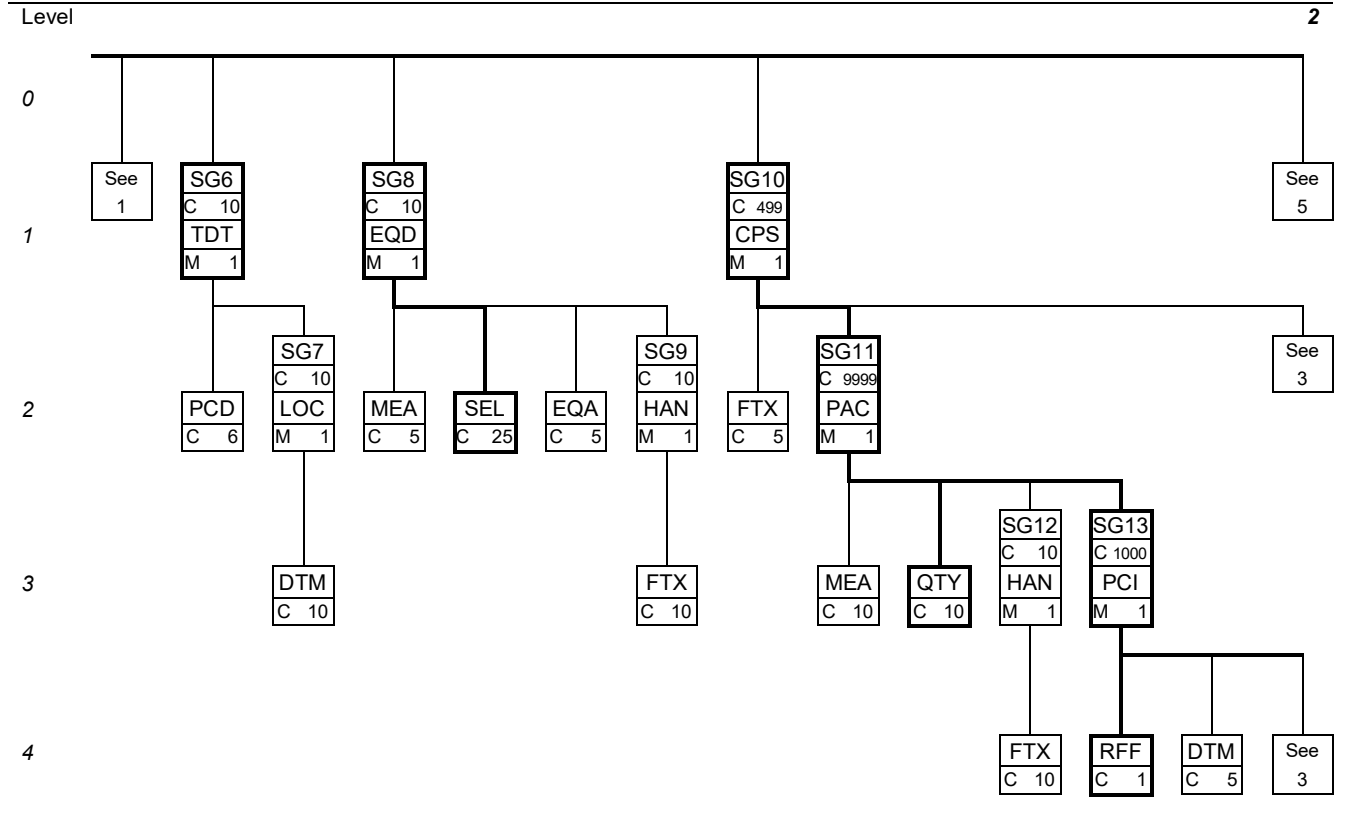 Level 2
0
See
1
SG6
C 10
TDT
M 1
SG8
C 10
EQD
M 1
SG10
C 499
CPS
M 1
See
5
1
SG7
C 10
LOC
M 1
SG9
C 10
HAN
M 1
SG11
C 9999
PAC
M 1
See
3
2
PCD
C 6
MEA
C 5
SEL
C 25
EQA
C 5
FTX
C 5
SG12
C 10
HAN
M 1
SG13
C 1000
PCI
M 1
3
DTM
C 10
FTX
C 10
MEA
C 10
QTY
C 10
4
FTX
C 10
RFF
C 1
DTM
C 5
See
3